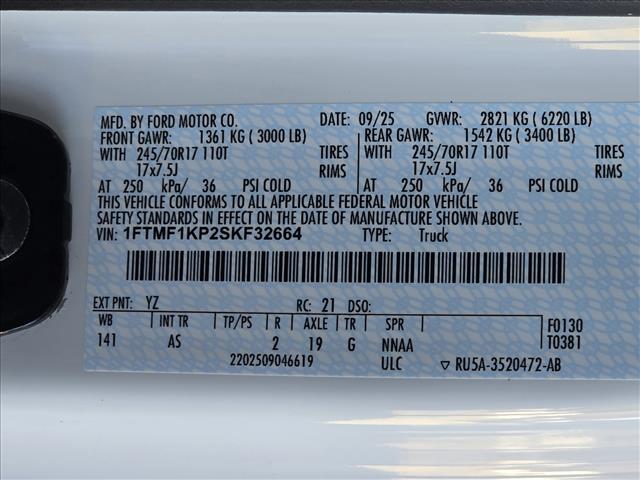 MFD. BY FORD MOTOR CO. DATE: 09/25 GVWR: 2821 KG ( 6220 LB)
FRONT GAWR: 1361 KG ( 3000 LB) REAR GAWR: 1542 KG ( 3400 LB)
WITH 245/70R17 110T TIRES WITH 245/70R17 110T TIRES
17x7.5J RIMS 17x7.5J RIMS
AT 250 kPa/ 36 PSI COLD AT 250 kPa/ 36 PSI COLD
THIS VEHICLE CONFORMS TO ALL APPLICABLE FEDERAL MOTOR VEHICLE
SAFETY STANDARDS IN EFFECT ON THE DATE OF MANUFACTURE SHOWN ABOVE.
VIN: 1FTMF1KP2SKF32664 TYPE: Truck
EXT PNT: YZ RC: 21 DSO:
WB INT TR TP/PS R AXLE TR SPR F0130
141 AS 2 19 G NNAA T0381
2202509046619 ULC ▽ RU5A-3520472-AB